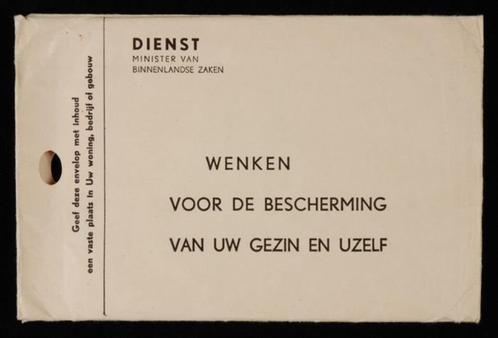 DIENST
MINISTER VAN
BINNENLANDSE ZAKEN
WENKEN
VOOR DE BESCHERMING
VAN UW GEZIN EN UZELF
Geef deze envelop met inhoud
een vaste plaats in Uw woning, bedrijf of gebouw